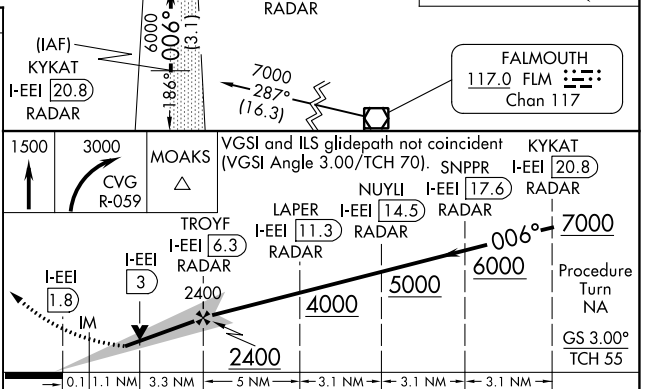 RADAR
(IAF)
KYKAT
I-EEI 20.8
RADAR
6000
006°
(3.1)
186°
7000
287°
(16.3)
FALMOUTH
117.0 FLM
Chan 117
1500
3000
CVG
R-059
MOAKS
VGSI and ILS glidepath not coincident
(VGSI Angle 3.00/TCH 70).
KYKAT
I-EEI 20.8
RADAR
SNPPR
I-EEI 17.6
RADAR
NUYLI
I-EEI 14.5
RADAR
LAPER
I-EEI 11.3
RADAR
TROYF
I-EEI 6.3
RADAR
2400
I-EEI
3
I-EEI
1.8
IM
006°
7000
6000
5000
4000
2400
Procedure
Turn
NA
GS 3.00°
TCH 55
0.1 1.1 NM 3.3 NM 5 NM 3.1 NM 3.1 NM 3.1 NM